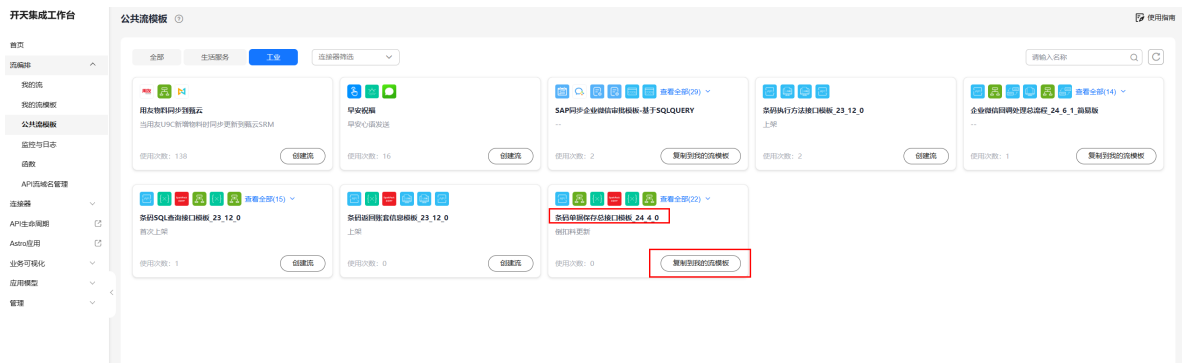 开天集成工作台
公共流模板
使用指南
首页
流编排
我的流
我的流模板
公共流模板
监控与日志
函数
API流域名管理
连接器
API生命周期
Astro应用
业务可视化
应用模型
管理
全部
生活服务
工业
连接器筛选
请输入名称
用友物料同步到甄云
当用友U9C新增物料时同步更新到甄云SRM
使用次数：138
创建流
早安祝福
早安心语发送
使用次数：16
创建流
查看全部(29)
SAP同步企业微信审批模板-基于SQLQUERY
--
使用次数：2
复制到我的流模板
条码执行方法接口模板_23_12_0
上架
使用次数：2
创建流
查看全部(14)
企业微信回调处理总流程_24_6_1_简易版
--
使用次数：1
复制到我的流模板
查看全部(15)
条码SQL查询接口模板_23_12_0
首次上架
使用次数：1
创建流
条码返回账套信息模板_23_12_0
上架
使用次数：0
创建流
查看全部(22)
条码单据保存总接口模板_24_4_0
倒扣料更新
使用次数：0
复制到我的流模板